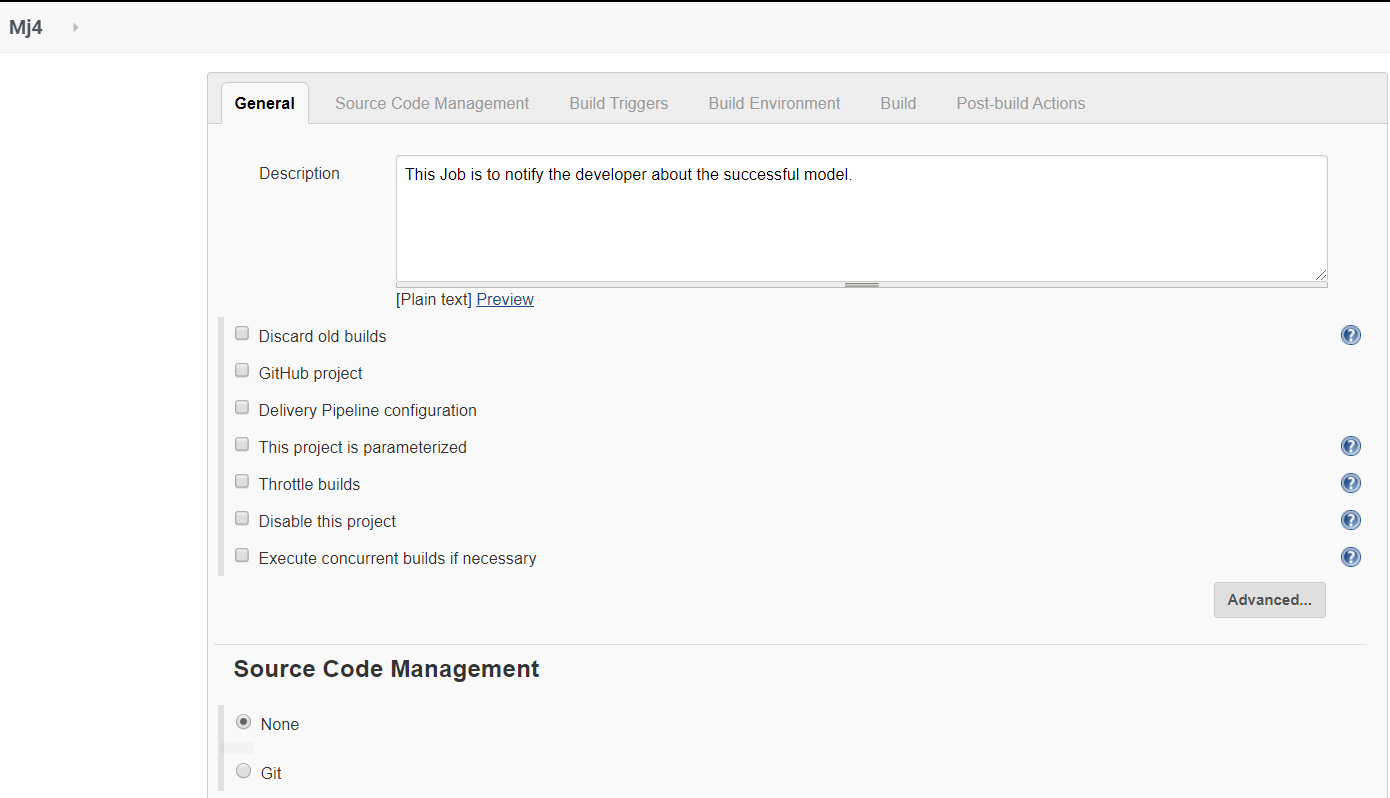 Mj4
General Source Code Management Build Triggers Build Environment Build Post-build Actions
Description
This Job is to notify the developer about the successful model.
[Plain text] Preview
Discard old builds ?
GitHub project
Delivery Pipeline configuration
This project is parameterized ?
Throttle builds ?
Disable this project ?
Execute concurrent builds if necessary ?
Advanced...
Source Code Management
None
Git